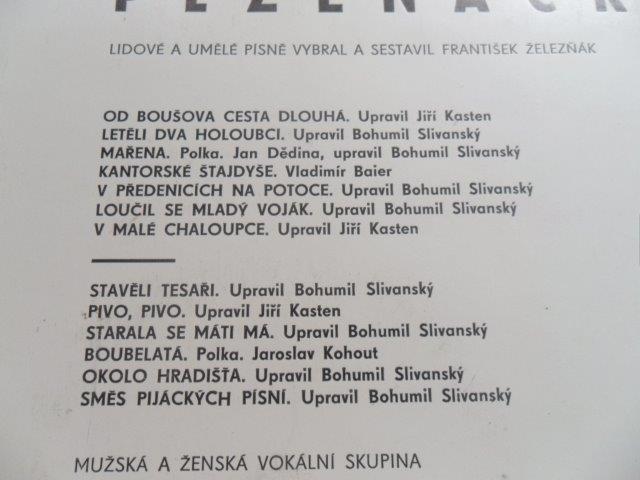 LIDOVÉ A UMĚLÉ PÍSNĚ VYBRAL A SESTAVIL FRANTIŠEK ŽELEZŇÁK
OD BOUŠOVA CESTA DLOUHÁ. Upravil Jiří Kasten
LETĚLI DVA HOLOUBCI. Upravil Bohumil Slivanský
MAŘENA. Polka. Jan Dědina, upravil Bohumil Slivanský
KANTORSKÉ ŠTAJDYŠE. Vladimír Baier
V PŘEDENICÍCH NA POTOCE. Upravil Bohumil Slivanský
LOUČIL SE MLADÝ VOJÁK. Upravil Bohumil Slivanský
V MALÉ CHALOUPCE. Upravil Jiří Kasten
STAVĚLI TESAŘI. Upravil Bohumil Slivanský
PIVO, PIVO. Upravil Jiří Kasten
STARALA SE MÁTI MÁ. Upravil Bohumil Slivanský
BOUBELATÁ. Polka. Jaroslav Kohout
OKOLO HRADIŠŤA. Upravil Bohumil Slivanský
SMĚS PIJÁCKÝCH PÍSNÍ. Upravil Bohumil Slivanský
MUŽSKÁ A ŽENSKÁ VOKÁLNÍ SKUPINA